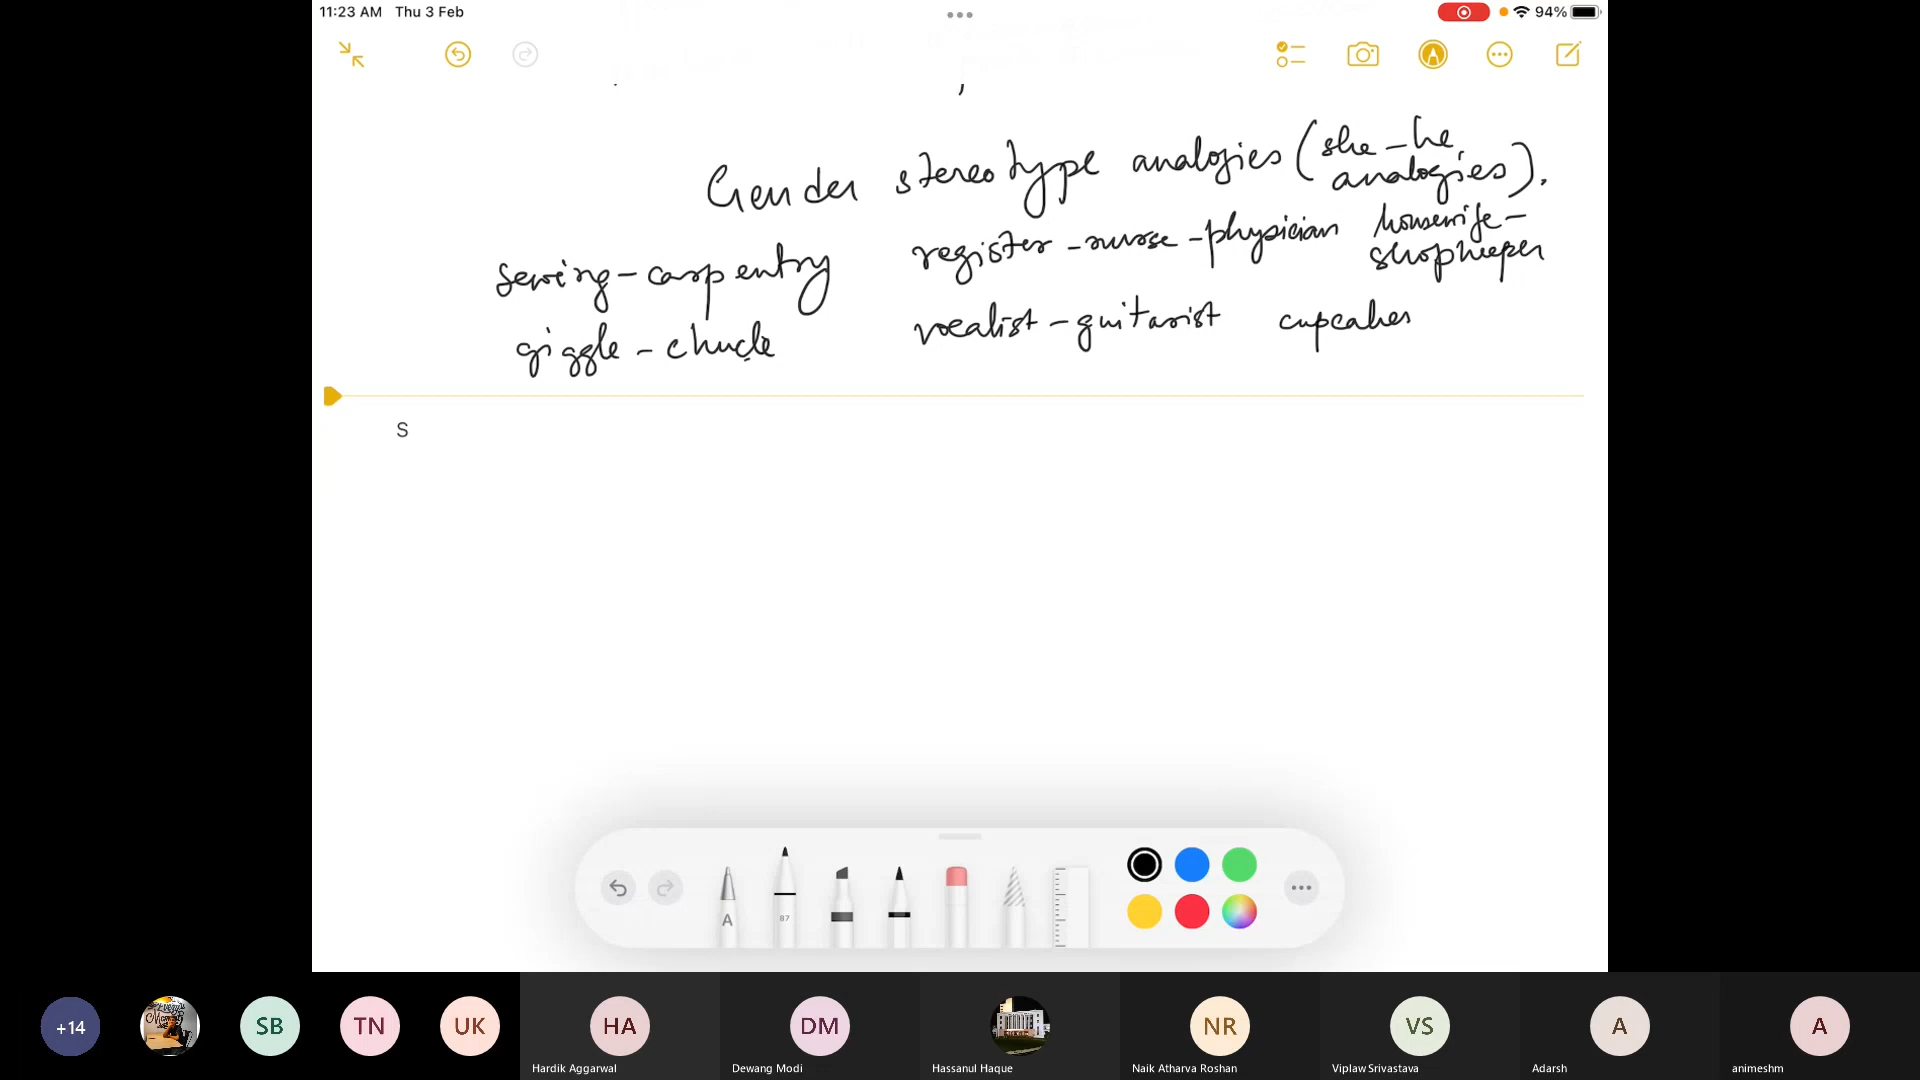 11:23 AM Thu 3 Feb
94%
Gender stereotype analogies (she-he analogies).
sewing - carpentry register - nurse - physician housewife - shopkeeper
giggle - chucle vocalist - guitarist cupcakes
S
A
87
+14
SB
TN
UK
HA
DM
NR
VS
A
A
Hardik Aggarwal
Dewang Modi
Hassanul Haque
Naik Atharva Roshan
Viplaw Srivastava
Adarsh
animeshm